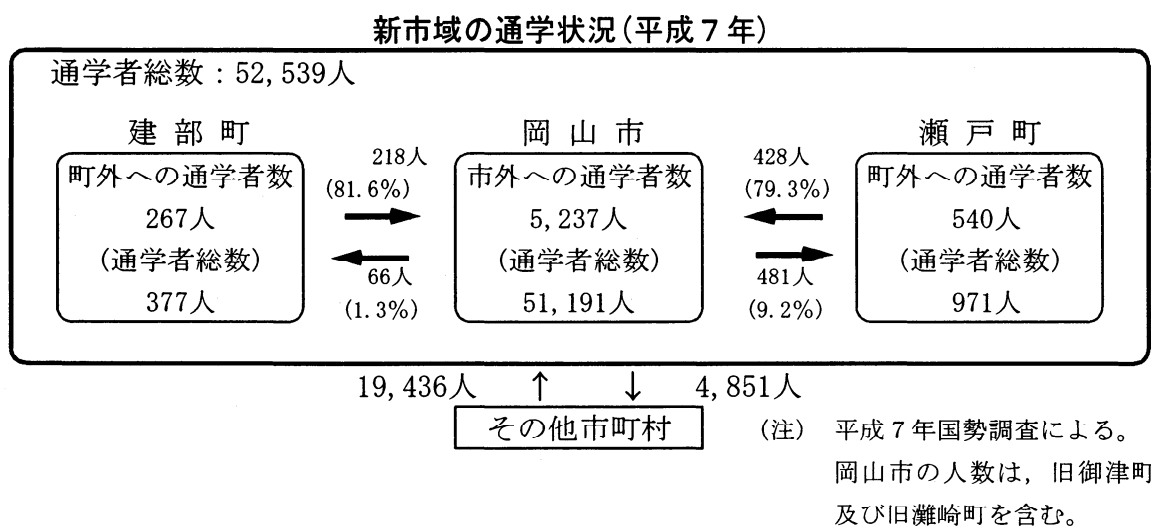 新市域の通学状況(平成7年)
通学者総数：52,539人
建部町
町外への通学者数
267人
(通学者総数)
377人
218人
(81.6%)
66人
(1.3%)
岡山市
市外への通学者数
5,237人
(通学者総数)
51,191人
428人
(79.3%)
481人
(9.2%)
瀬戸町
町外への通学者数
540人
(通学者総数)
971人
19,436人 ↑ ↓ 4,851人
その他市町村
(注) 平成7年国勢調査による。
岡山市の人数は，旧御津町
及び旧灘崎町を含む。